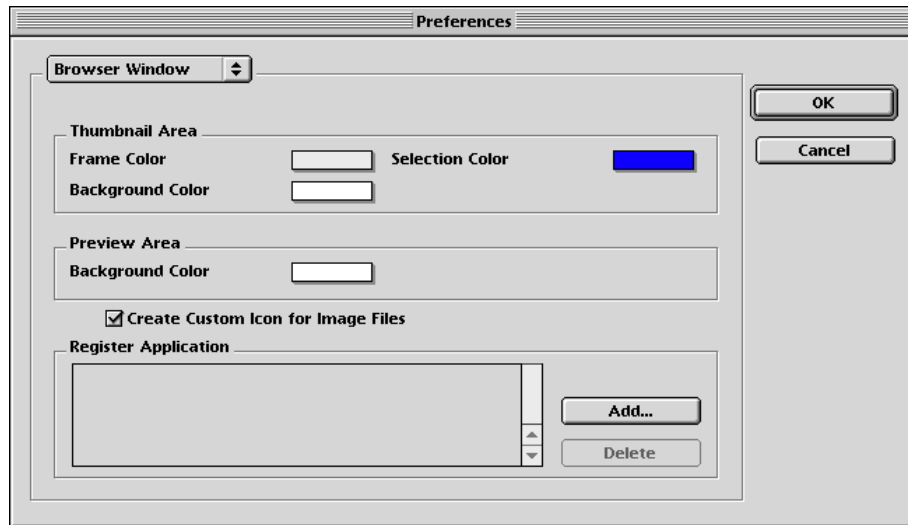 Preferences
Browser Window
OK
Cancel
Thumbnail Area
Frame Color
Selection Color
Background Color
Preview Area
Background Color
Create Custom Icon for Image Files
Register Application
Add...
Delete